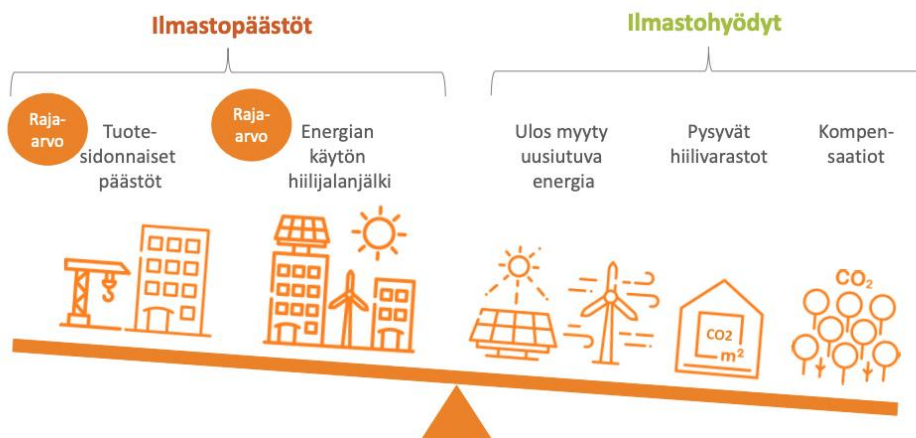 Ilmastopäästöt
Raja-
arvo
Tuote-
sidonnaiset
päästöt
Raja-
arvo
Energian
käytön
hiilijalanjälki
Ilmastohyödyt
Ulos myyty
uusiutuva
energia
Pysyvät
hiilivarastot
Kompen-
saatiot
CO2
m²
CO₂